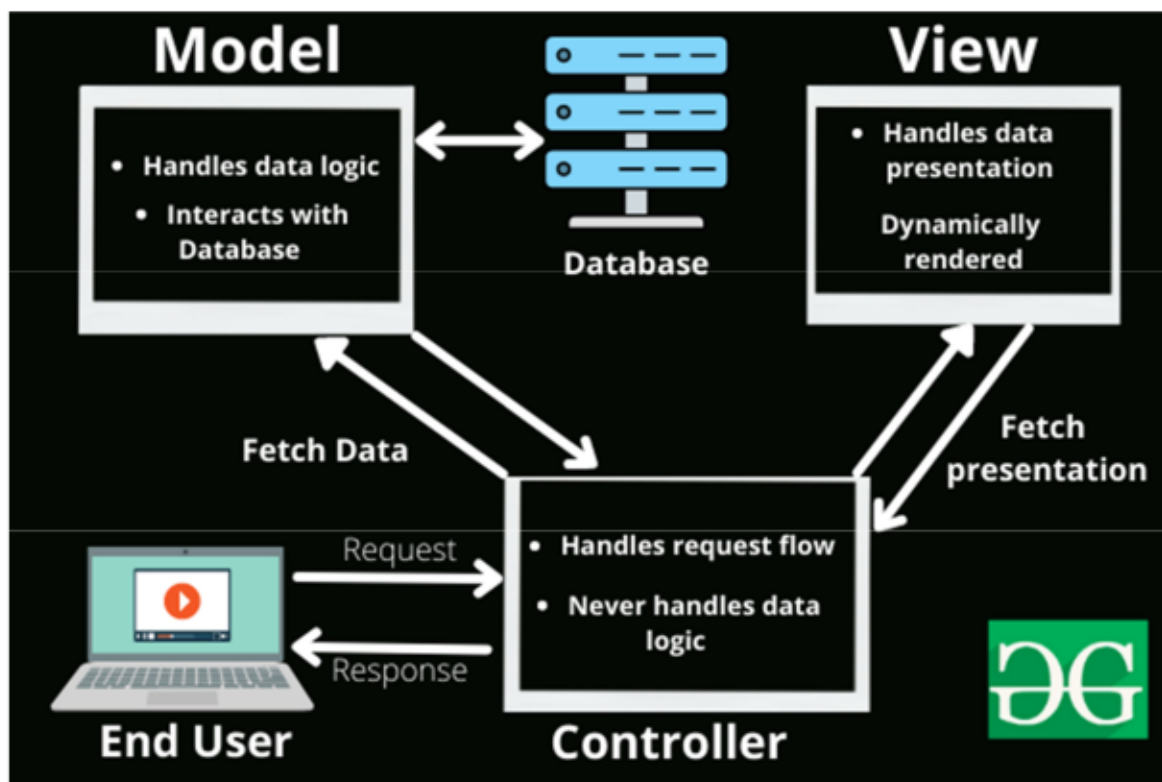 Model
View
• Handles data logic
• Interacts with
Database
Database
• Handles data
presentation
Dynamically
rendered
Fetch Data
Fetch
presentation
Request
Response
• Handles request flow
• Never handles data
logic
End User
Controller
GG